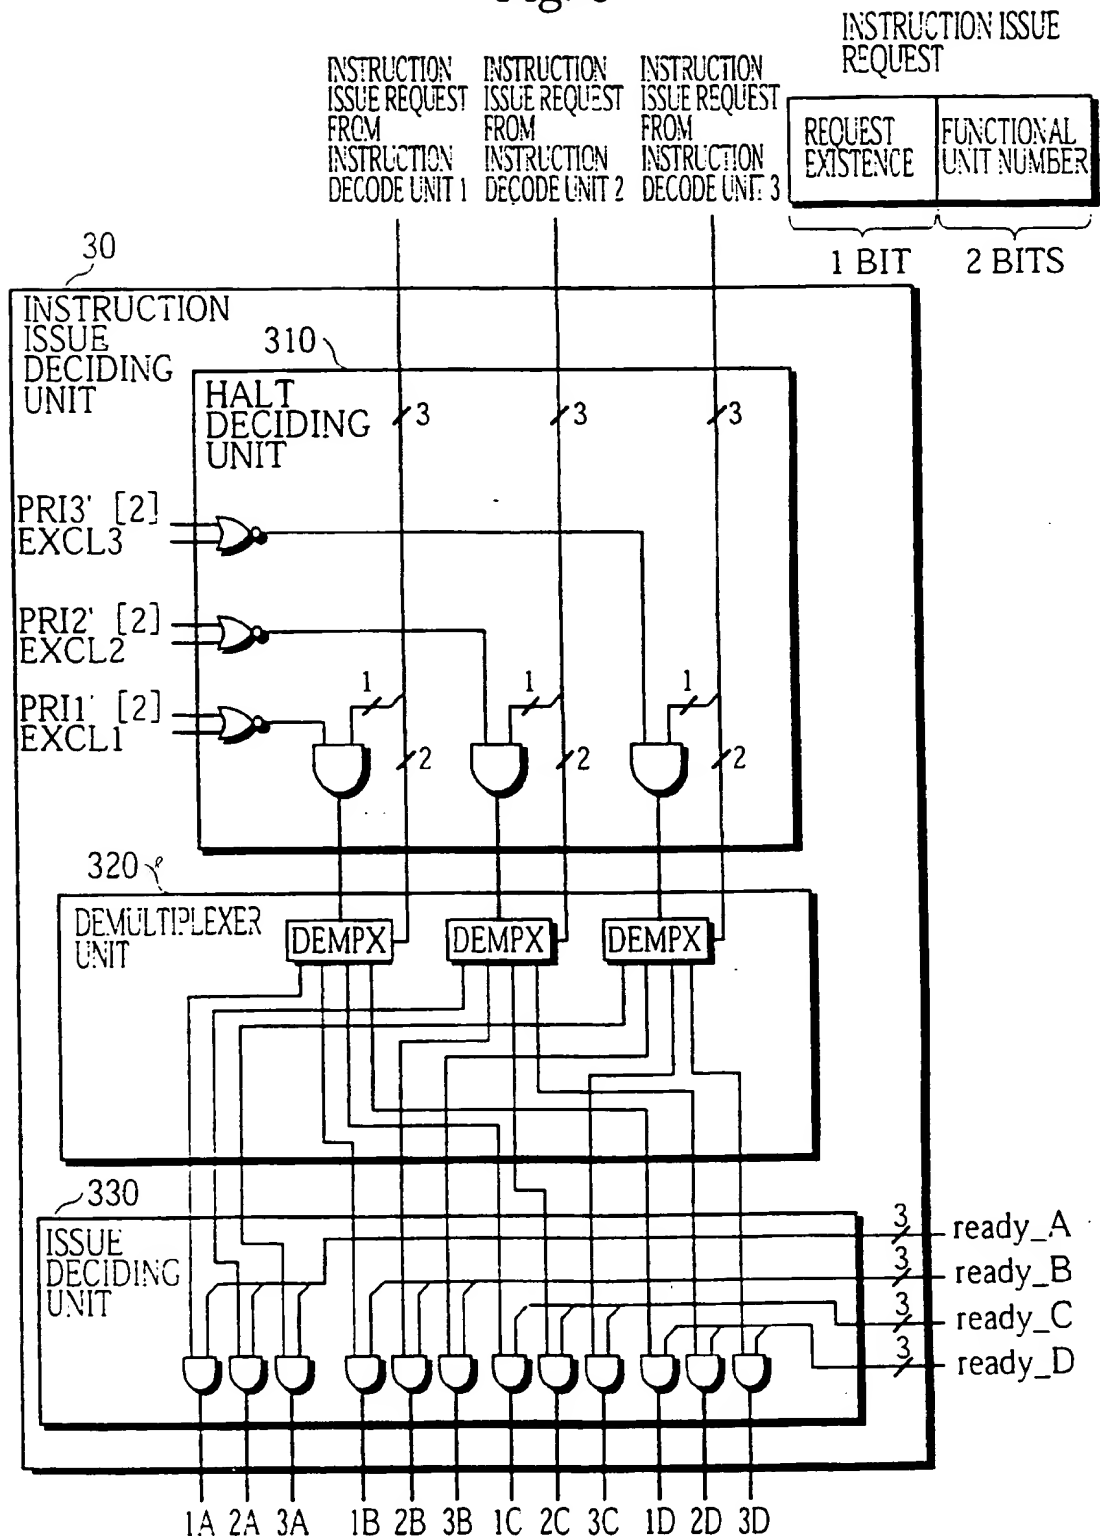 INSTRUCTION ISSUE
REQUEST
REQUEST
EXISTENCE
FUNCTIONAL
UNIT NUMBER
1 BIT
2 BITS
INSTRUCTION
ISSUE REQUEST
FROM
INSTRUCTION
DECODE UNIT 1
INSTRUCTION
ISSUE REQUEST
FROM
INSTRUCTION
DECODE UNIT 2
INSTRUCTION
ISSUE REQUEST
FROM
INSTRUCTION
DECODE UNIT 3
30
INSTRUCTION
ISSUE
DECIDING
UNIT
310
HALT
DECIDING
UNIT
3
3
3
PRI3' [2]
EXCL3
PRI2' [2]
EXCL2
PRI1' [2]
EXCL1
1
1
1
2
2
2
320
DEMULTIPLEXER
UNIT
DEMPX
DEMPX
DEMPX
330
ISSUE
DECIDING
UNIT
3
ready_A
3
ready_B
3
ready_C
3
ready_D
1A 2A 3A 1B 2B 3B 1C 2C 3C 1D 2D 3D